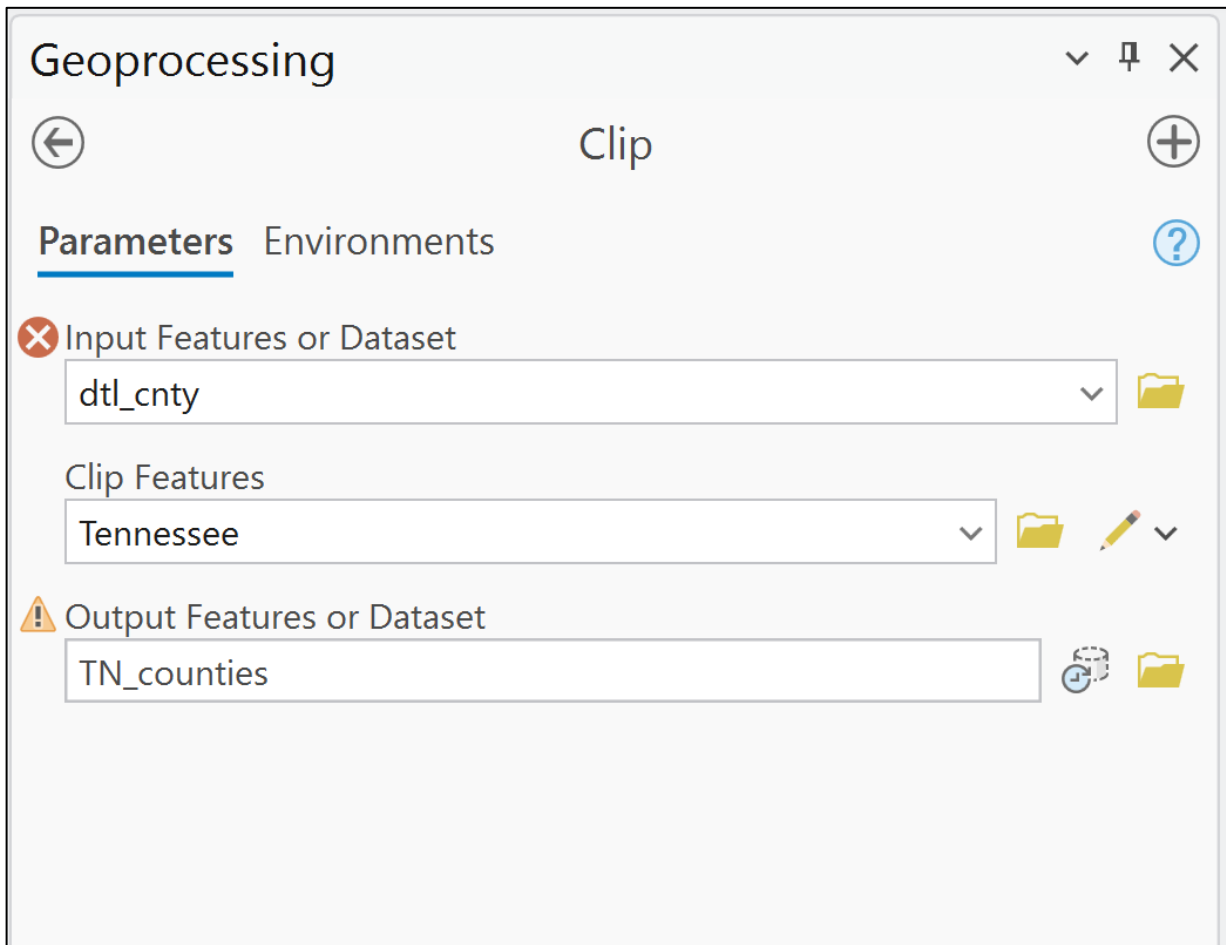 Geoprocessing
Clip
Parameters Environments
Input Features or Dataset
dtl_cnty
Clip Features
Tennessee
Output Features or Dataset
TN_counties